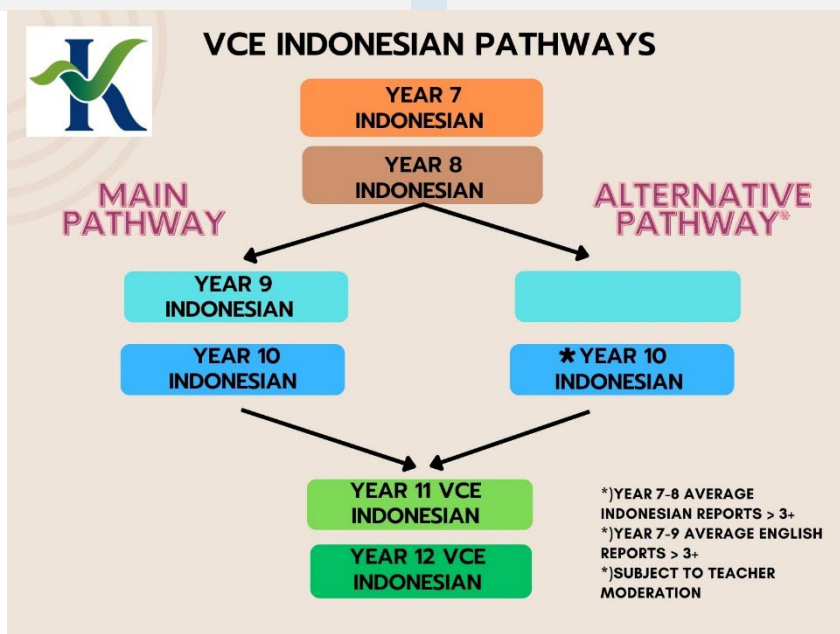 VCE INDONESIAN PATHWAYS
YEAR 7
INDONESIAN
YEAR 8
INDONESIAN
MAIN
PATHWAY
ALTERNATIVE
PATHWAY*
YEAR 9
INDONESIAN
YEAR 10
INDONESIAN
*YEAR 10
INDONESIAN
YEAR 11 VCE
INDONESIAN
YEAR 12 VCE
INDONESIAN
*)YEAR 7-8 AVERAGE
INDONESIAN REPORTS > 3+
*)YEAR 7-9 AVERAGE ENGLISH
REPORTS > 3+
*)SUBJECT TO TEACHER
MODERATION